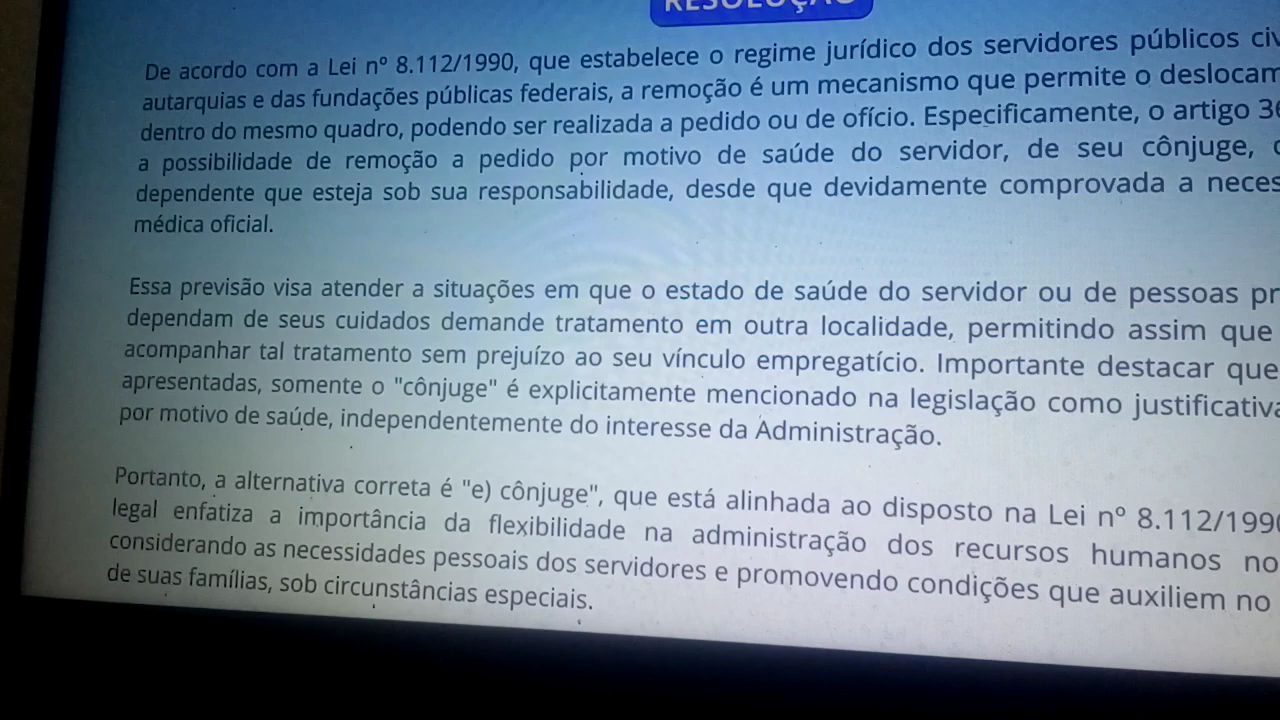 RESOLUÇÃO
De acordo com a Lei nº 8.112/1990, que estabelece o regime jurídico dos servidores públicos
autarquias e das fundações públicas federais, a remoção é um mecanismo que permite o
dentro do mesmo quadro, podendo ser realizada a pedido ou de ofício. Especificamente, o artigo
a possibilidade de remoção a pedido por motivo de saúde do servidor, de seu cônjuge,
dependente que esteja sob sua responsabilidade, desde que devidamente comprovada a
médica oficial.
Essa previsão visa atender a situações em que o estado de saúde do servidor ou de pessoas
dependam de seus cuidados demande tratamento em outra localidade, permitindo assim que
acompanhar tal tratamento sem prejuízo ao seu vínculo empregatício. Importante destacar que
apresentadas, somente o "cônjuge" é explicitamente mencionado na legislação como
por motivo de saúde, independentemente do interesse da Administração.
Portanto, a alternativa correta é "e) cônjuge", que está alinhada ao disposto na Lei nº 8.112/1990
legal enfatiza a importância da flexibilidade na administração dos recursos humanos no
considerando as necessidades pessoais dos servidores e promovendo condições que auxiliem no
de suas famílias, sob circunstâncias especiais.